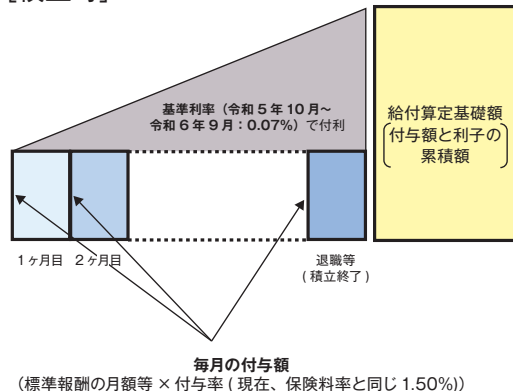 基準利率（令和5年10月〜
令和6年9月：0.07%）で付利
給付算定基礎額
付与額と利子の
累積額
1ヶ月目 2ヶ月目
退職等
(積立終了)
毎月の付与額
（標準報酬の月額等 × 付与率 ( 現在、保険料率と同じ 1.50%)）